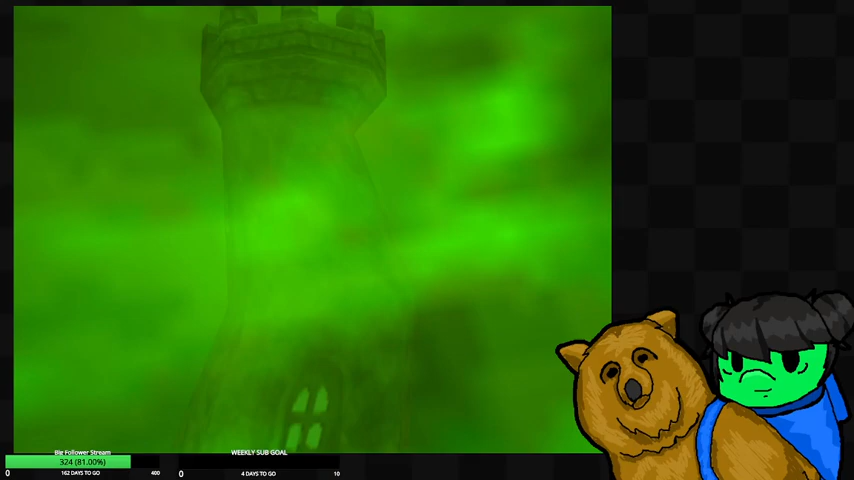 Big Follower Stream
WEEKLY SUB GOAL
324 (81.00%)
0 162 DAYS TO GO 400
0 4 DAYS TO GO 10